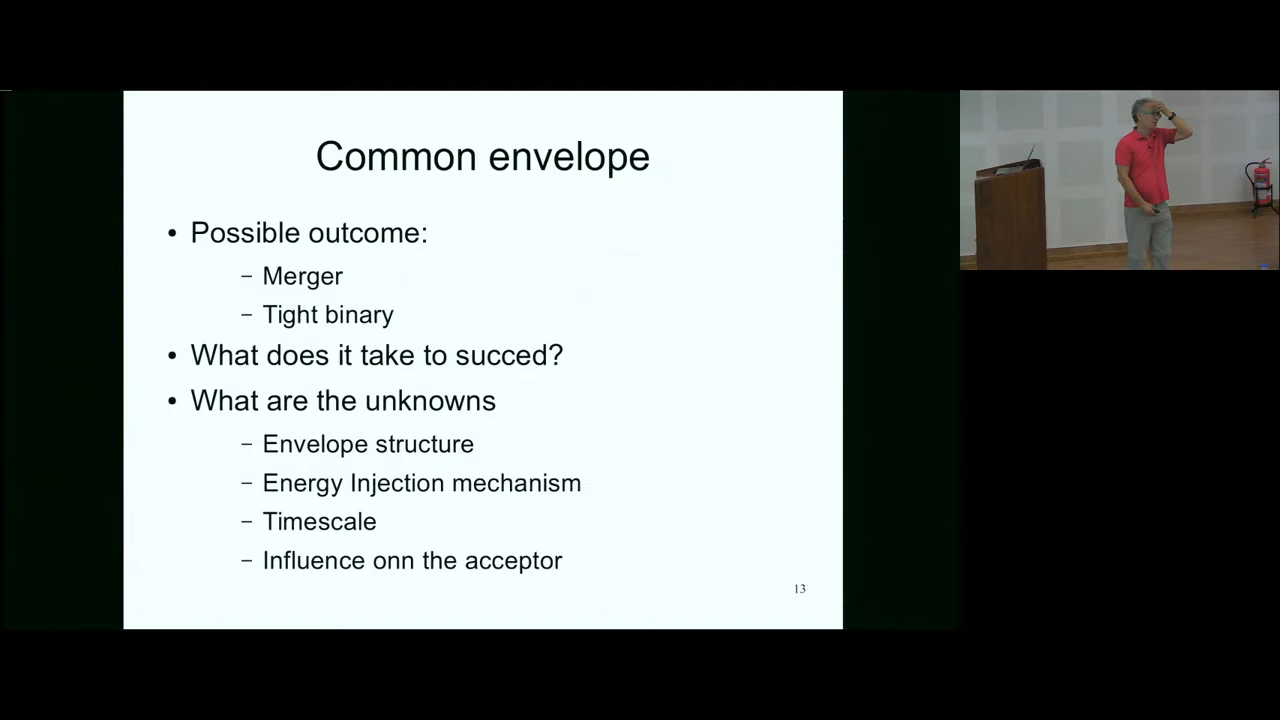 Common envelope
• Possible outcome:
– Merger
– Tight binary
• What does it take to succed?
• What are the unknowns
– Envelope structure
– Energy Injection mechanism
– Timescale
– Influence onn the acceptor
13